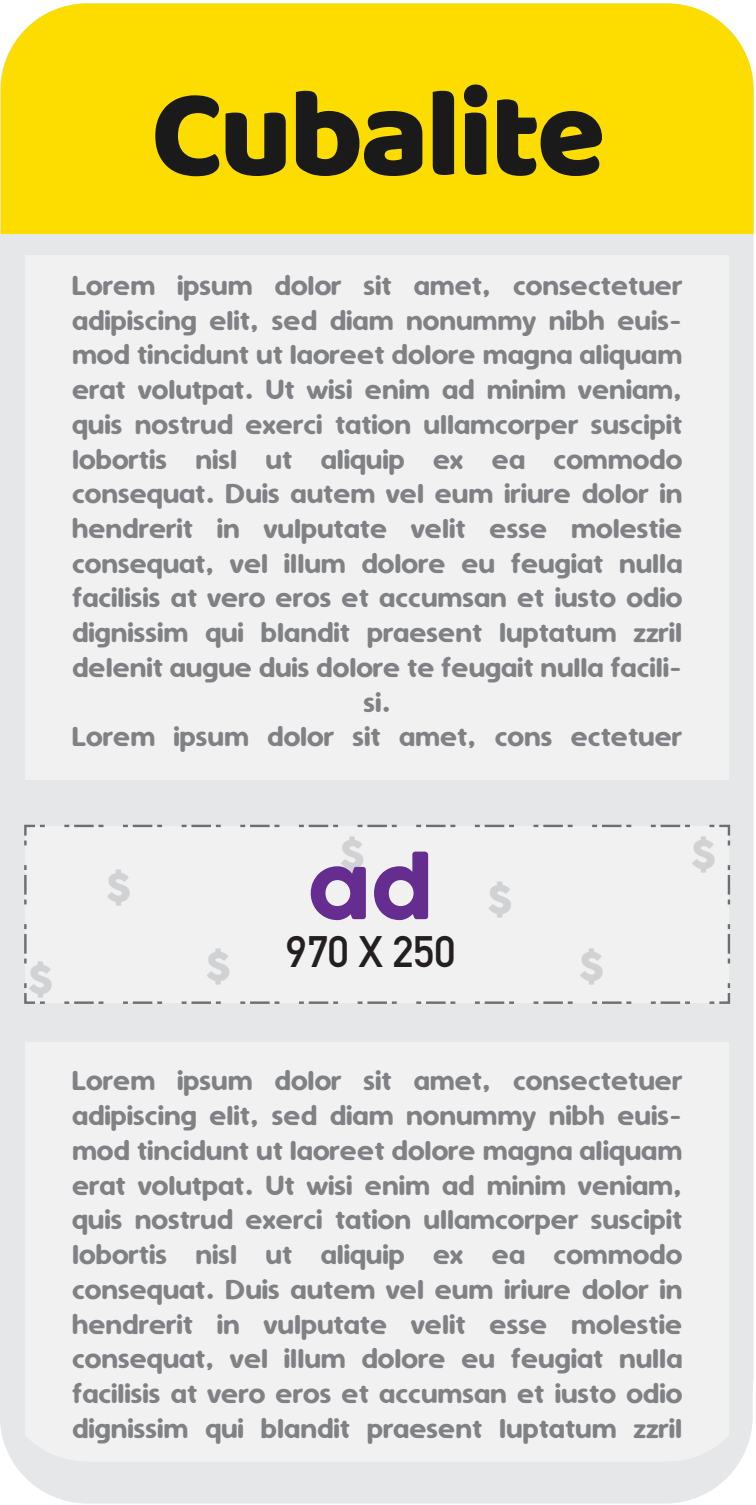 Cubalite
Lorem ipsum dolor sit amet, consectetuer
adipiscing elit, sed diam nonummy nibh euis-
mod tincidunt ut laoreet dolore magna aliquam
erat volutpat. Ut wisi enim ad minim veniam,
quis nostrud exerci tation ullamcorper suscipit
lobortis nisl ut aliquip ex ea commodo
consequat. Duis autem vel eum iriure dolor in
hendrerit in vulputate velit esse molestie
consequat, vel illum dolore eu feugiat nulla
facilisis at vero eros et accumsan et iusto odio
dignissim qui blandit praesent luptatum zzril
delenit augue duis dolore te feugait nulla facili-
si.
Lorem ipsum dolor sit amet, cons ectetuer
$ $ $ $ $ $ $
ad
970 X 250
Lorem ipsum dolor sit amet, consectetuer
adipiscing elit, sed diam nonummy nibh euis-
mod tincidunt ut laoreet dolore magna aliquam
erat volutpat. Ut wisi enim ad minim veniam,
quis nostrud exerci tation ullamcorper suscipit
lobortis nisl ut aliquip ex ea commodo
consequat. Duis autem vel eum iriure dolor in
hendrerit in vulputate velit esse molestie
consequat, vel illum dolore eu feugiat nulla
facilisis at vero eros et accumsan et iusto odio
dignissim qui blandit praesent luptatum zzril